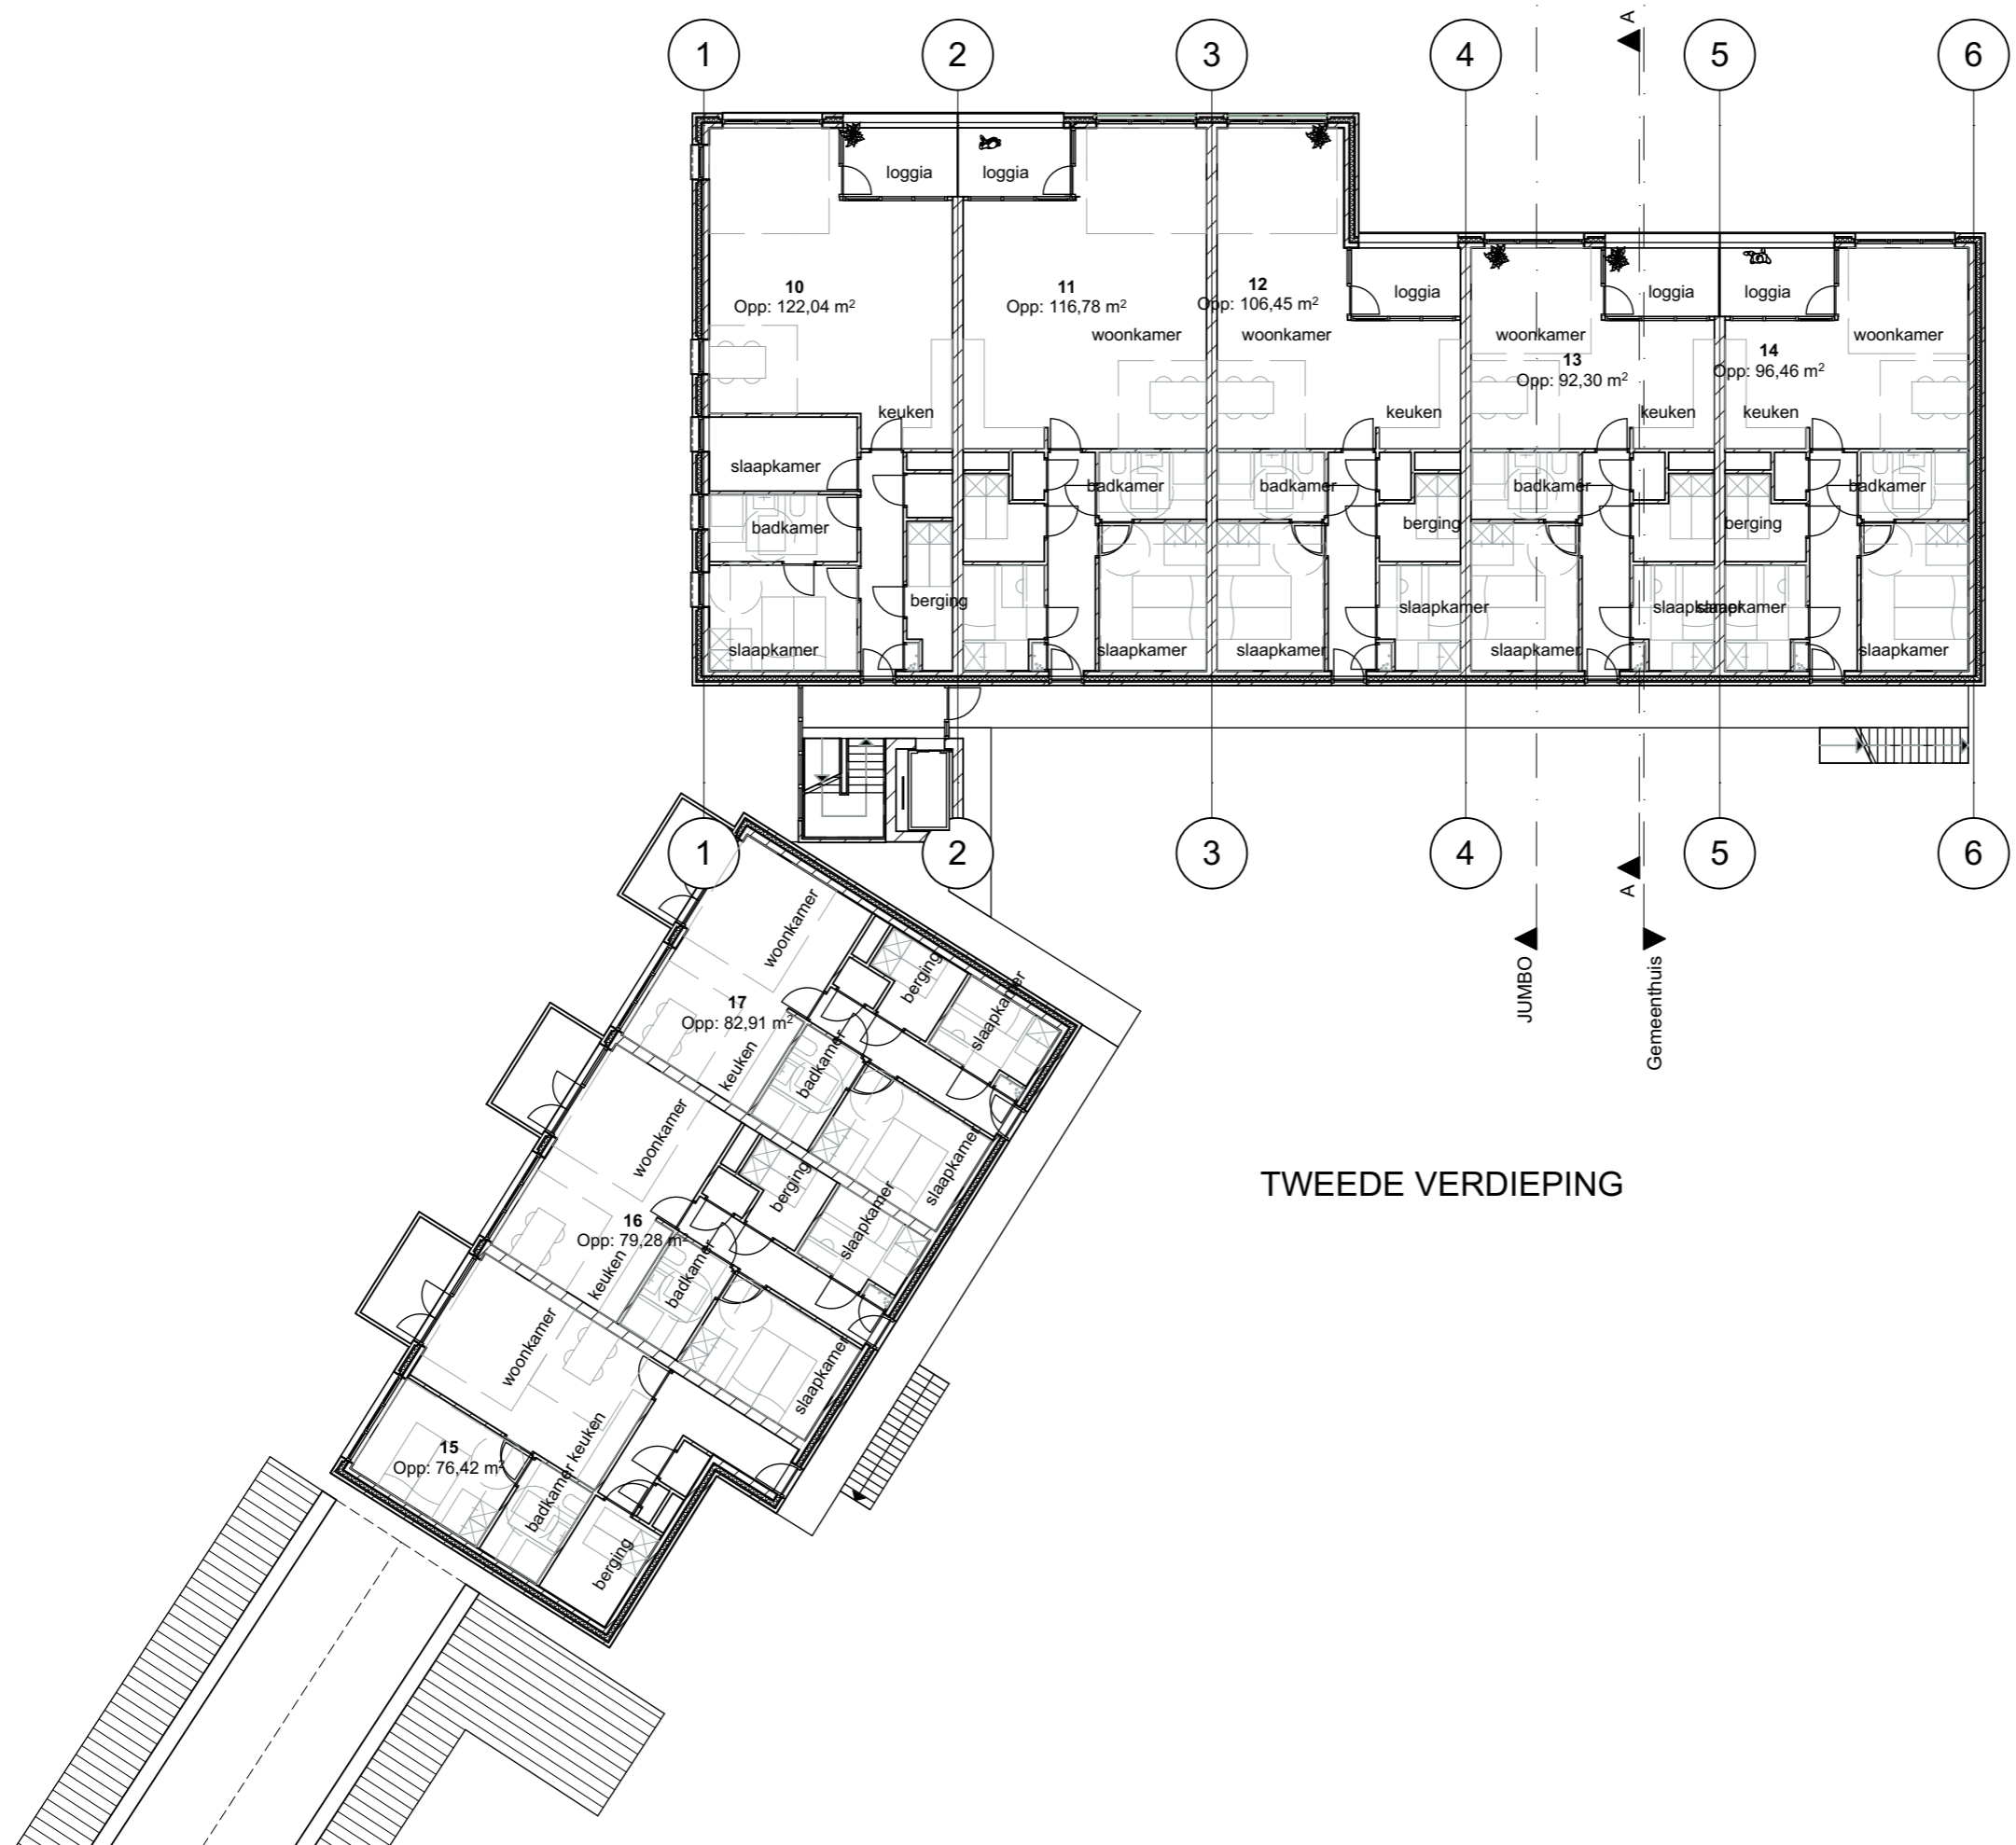 1 2 3 4 5 6
A
loggia loggia
10
Opp: 122,04 m²
11
Opp: 116,78 m²
12
Opp: 106,45 m²
loggia loggia loggia
woonkamer woonkamer woonkamer woonkamer
13
Opp: 92,30 m²
14
Opp: 96,46 m²
keuken keuken keuken keuken
slaapkamer
badkamer badkamer badkamer badkamer
badkamer
berging berging
berging
slaapkamer slaapkamer slaapkamer
slaapkamer slaapkamer slaapkamer slaapkamer slaapkamer
1 2 3 4 5 6
A
JUMBO
Gemeenthuis
woonkamer
berging
slaapkamer
17
Opp: 82,91 m²
keuken
badkamer
slaapkamer
woonkamer
berging
slaapkamer
TWEEDE VERDIEPING
16
Opp: 79,28 m²
keuken
badkamer
slaapkamer
woonkamer
15
Opp: 76,42 m²
keuken
badkamer
berging